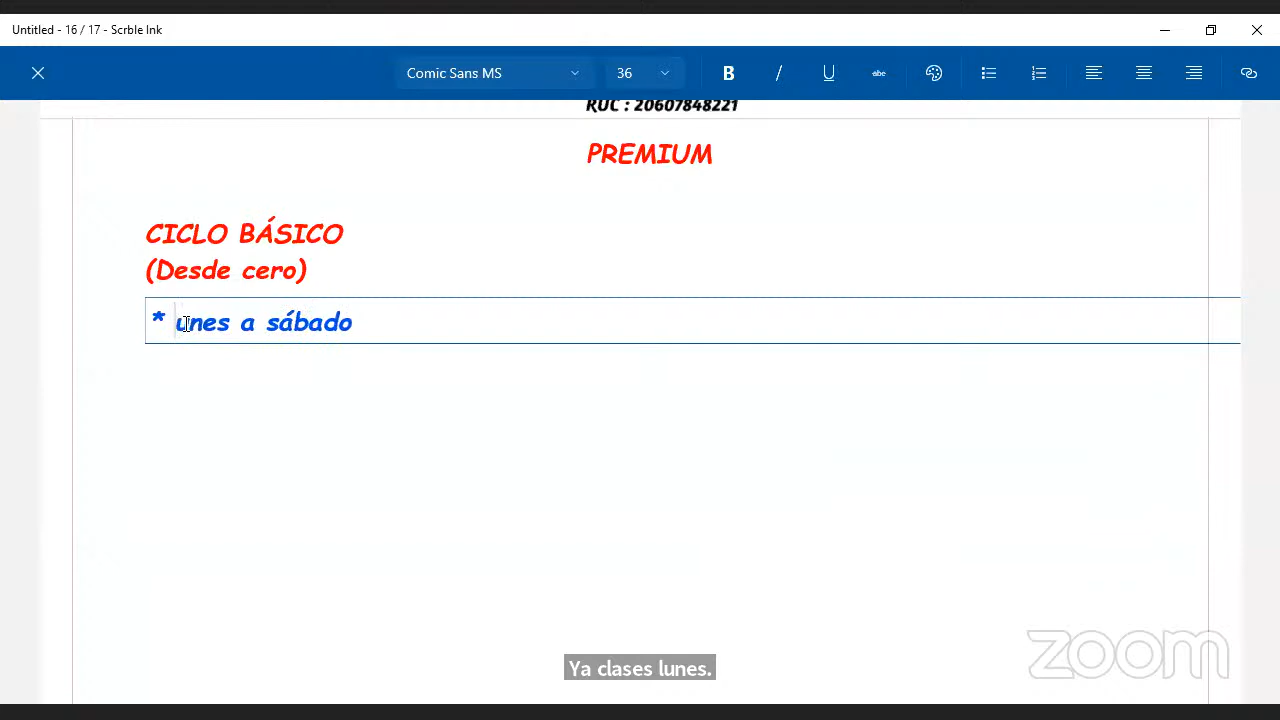 Untitled - 16 / 17 - Scrble Ink
Comic Sans MS
36
B
I
U
abc
RUC : 20607848221
PREMIUM
CICLO BÁSICO
(Desde cero)
* unes a sábado
Ya clases lunes.
zoom